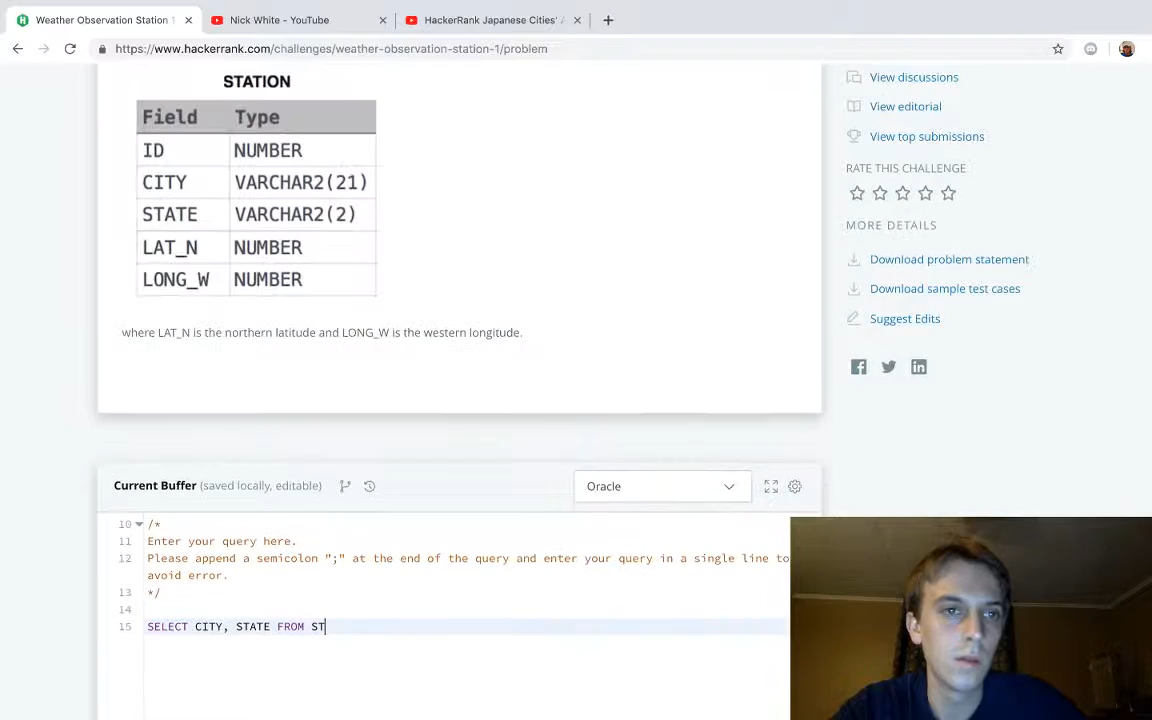 Weather Observation Station 1
Nick White - YouTube
HackerRank Japanese Cities' A
https://www.hackerrank.com/challenges/weather-observation-station-1/problem
STATION
Field Type
ID NUMBER
CITY VARCHAR2(21)
STATE VARCHAR2(2)
LAT_N NUMBER
LONG_W NUMBER
where LAT_N is the northern latitude and LONG_W is the western longitude.
View discussions
View editorial
View top submissions
RATE THIS CHALLENGE
MORE DETAILS
Download problem statement
Download sample test cases
Suggest Edits
Current Buffer (saved locally, editable)
Oracle
10 /*
11 Enter your query here.
12 Please append a semicolon ";" at the end of the query and enter your query in a single line to
avoid error.
13 */
14
15 SELECT CITY, STATE FROM ST